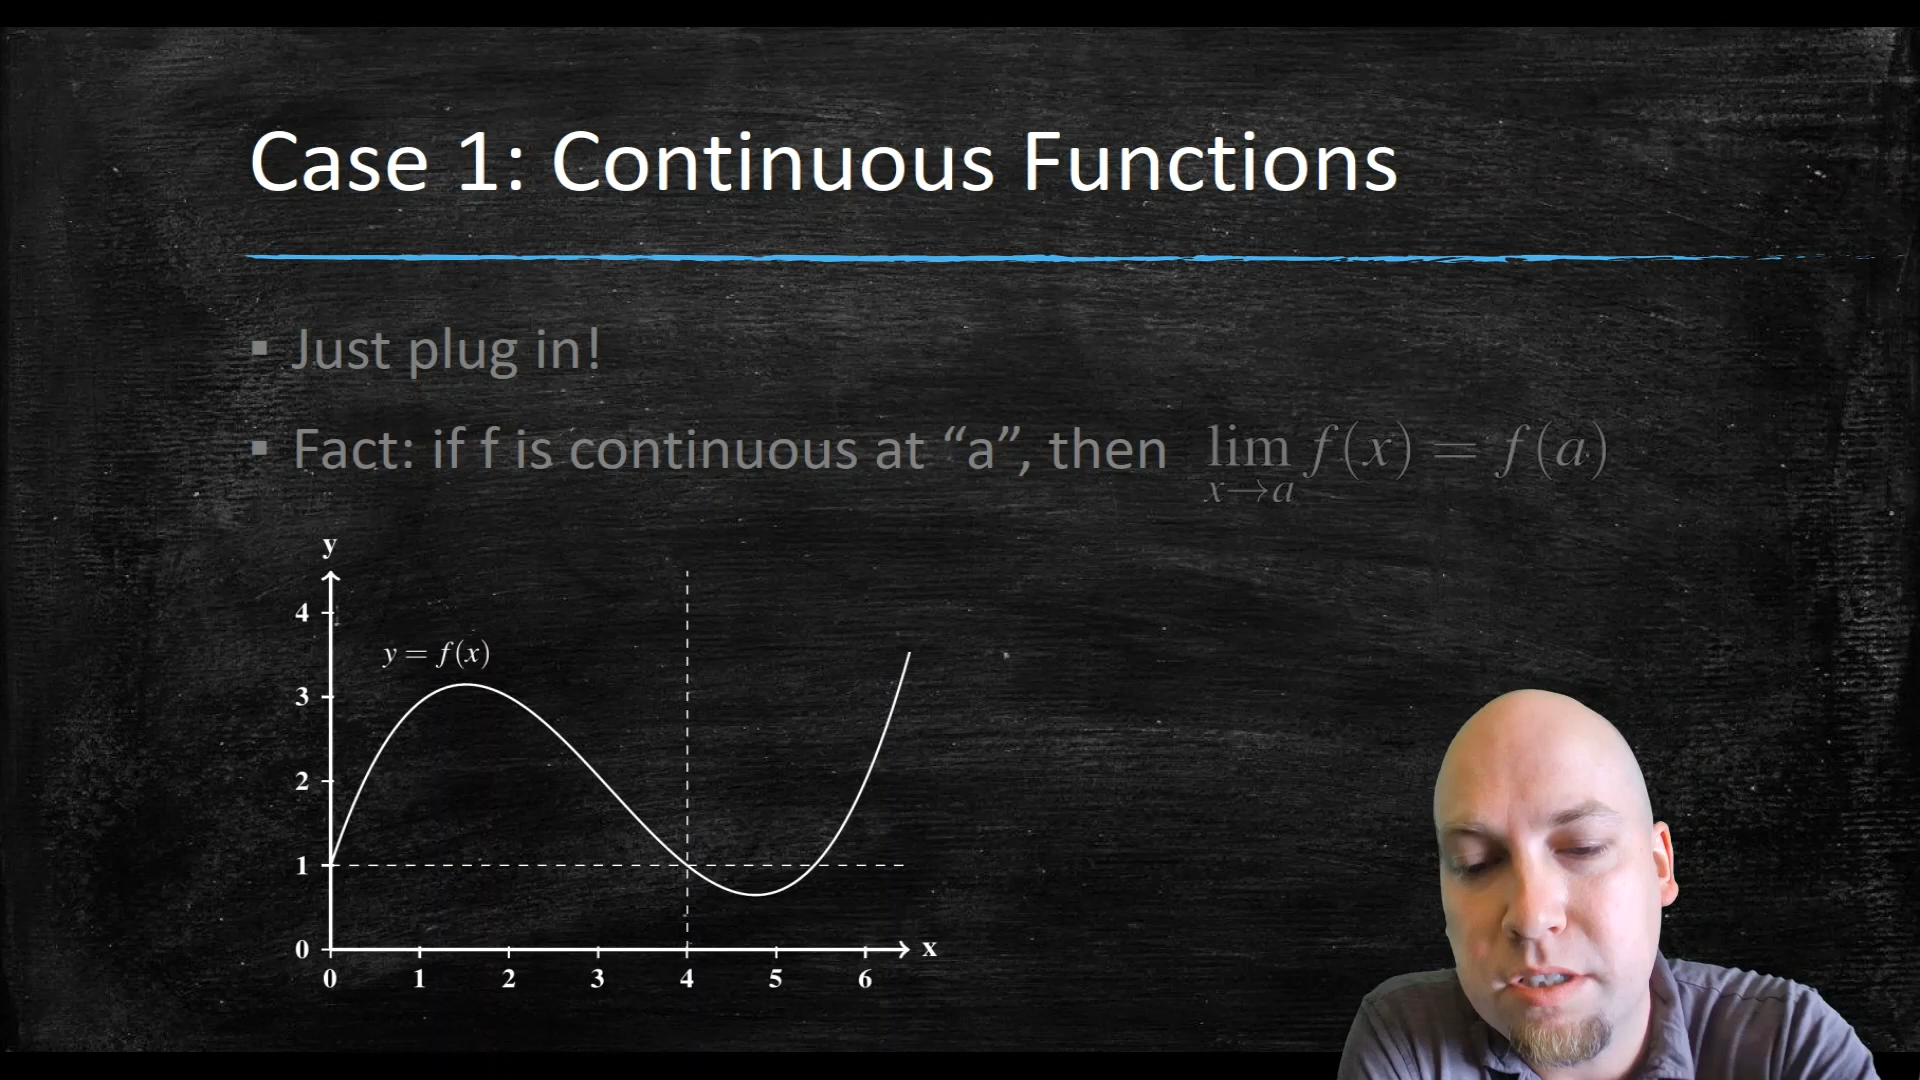 Case 1: Continuous Functions
▪ Just plug in!
▪ Fact: if f is continuous at “a”, then lim f(x) = f(a)
x→a
y
4
y = f(x)
3
2
1
0
x
0 1 2 3 4 5 6